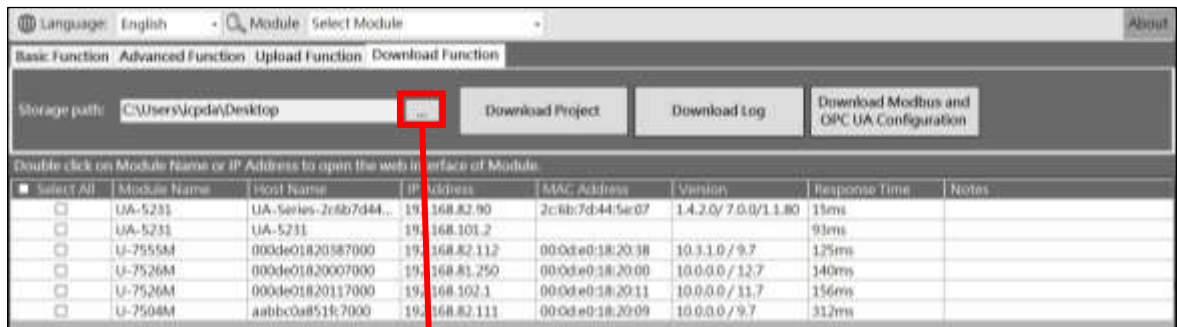 Language: English Module Select Module About
Basic Function Advanced Function Upload Function Download Function
Storage path: C:\Users\icpda\Desktop ... Download Project Download Log Download Modbus and
OPC UA Configuration
Double click on Module Name or IP Address to open the web interface of Module.
Select All Module Name Host Name IP Address MAC Address Version Response Time Notes
UA-5231 UA-Series-2c6b7d44... 192.168.82.90 2c:6b:7d:44:5e:07 1.4.2.0/ 7.0.0/1.1.80 15ms
UA-5231 UA-5231 192.168.101.2 93ms
U-7555M 000de01820387000 192.168.82.112 00:0d:e0:18:20:38 10.3.1.0 / 9.7 125ms
U-7526M 000de01820007000 192.168.81.250 00:0d:e0:18:20:00 10.0.0.0 / 12.7 140ms
U-7526M 000de01820117000 192.168.102.1 00:0d:e0:18:20:11 10.0.0.0 / 11.7 156ms
U-7504M 192.168.82.111 00:0d:e0:18:20:09 10.0.0.0 / 9.7 312ms